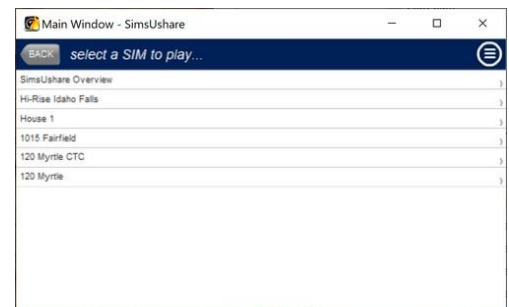 Main Window - SimsUshare
BACK select a SIM to play...
SimsUshare Overview
Hi-Rise Idaho Falls
House 1
1015 Fairfield
120 Myrtle CTC
120 Myrtle